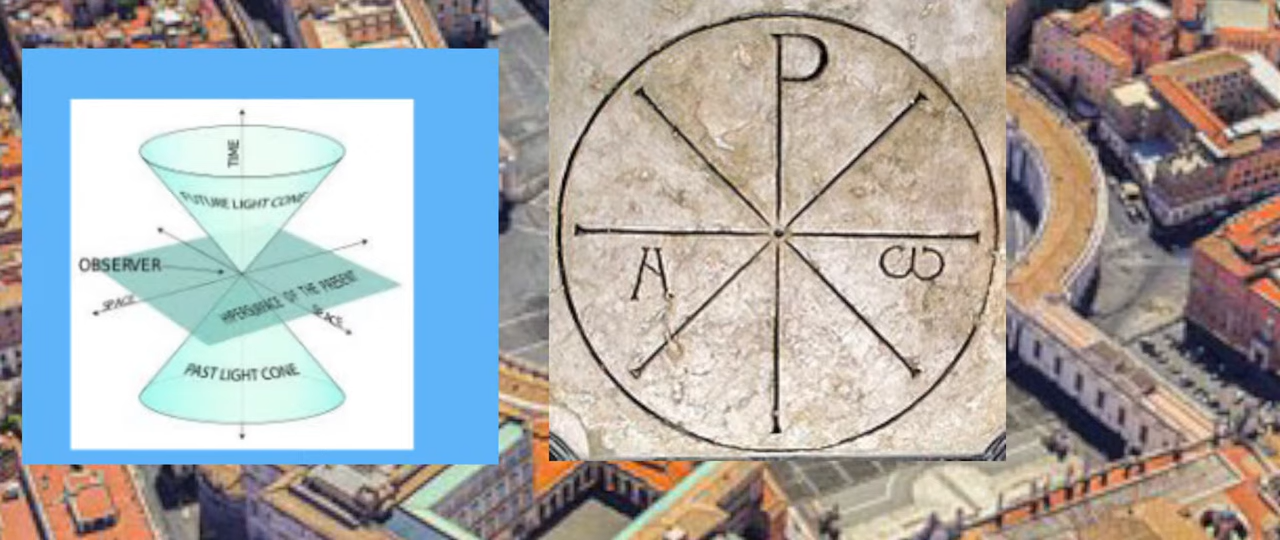 TIME
FUTURE LIGHT CONE
OBSERVER
SPACE
HYPERSURFACE OF THE PRESENT
SPACE
PAST LIGHT CONE
P
A ω